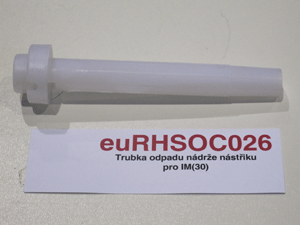 euRHSOC026
Trubka odpadu nádrže nástřiku
pro IM(30)